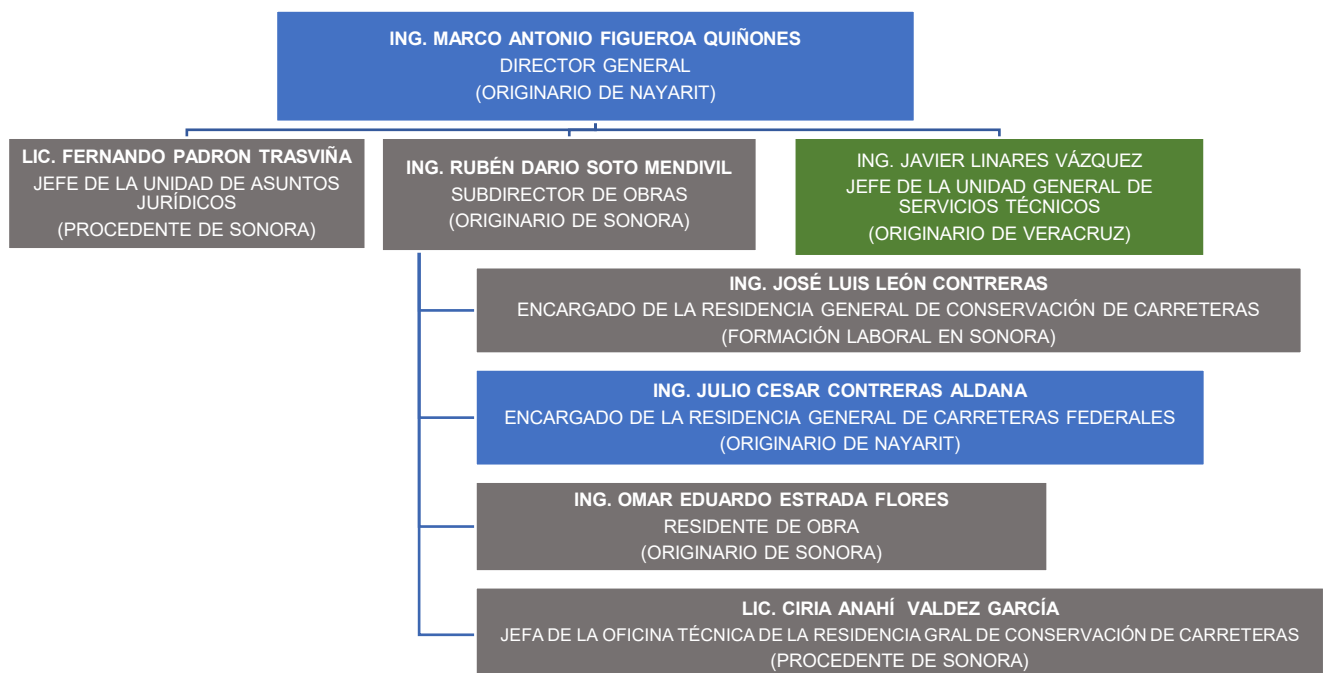 ING. MARCO ANTONIO FIGUEROA QUIÑONES
DIRECTOR GENERAL
(ORIGINARIO DE NAYARIT)
LIC. FERNANDO PADRON TRASVIÑA
JEFE DE LA UNIDAD DE ASUNTOS
JURÍDICOS
(PROCEDENTE DE SONORA)
ING. RUBÉN DARIO SOTO MENDIVIL
SUBDIRECTOR DE OBRAS
(ORIGINARIO DE SONORA)
ING. JAVIER LINARES VÁZQUEZ
JEFE DE LA UNIDAD GENERAL DE
SERVICIOS TÉCNICOS
(ORIGINARIO DE VERACRUZ)
ING. JOSÉ LUIS LEÓN CONTRERAS
ENCARGADO DE LA RESIDENCIA GENERAL DE CONSERVACIÓN DE CARRETERAS
(FORMACIÓN LABORAL EN SONORA)
ING. JULIO CESAR CONTRERAS ALDANA
ENCARGADO DE LA RESIDENCIA GENERAL DE CARRETERAS FEDERALES
(ORIGINARIO DE NAYARIT)
ING. OMAR EDUARDO ESTRADA FLORES
RESIDENTE DE OBRA
(ORIGINARIO DE SONORA)
LIC. CIRIA ANAHÍ VALDEZ GARCÍA
JEFA DE LA OFICINA TÉCNICA DE LA RESIDENCIA GRAL DE CONSERVACIÓN DE CARRETERAS
(PROCEDENTE DE SONORA)